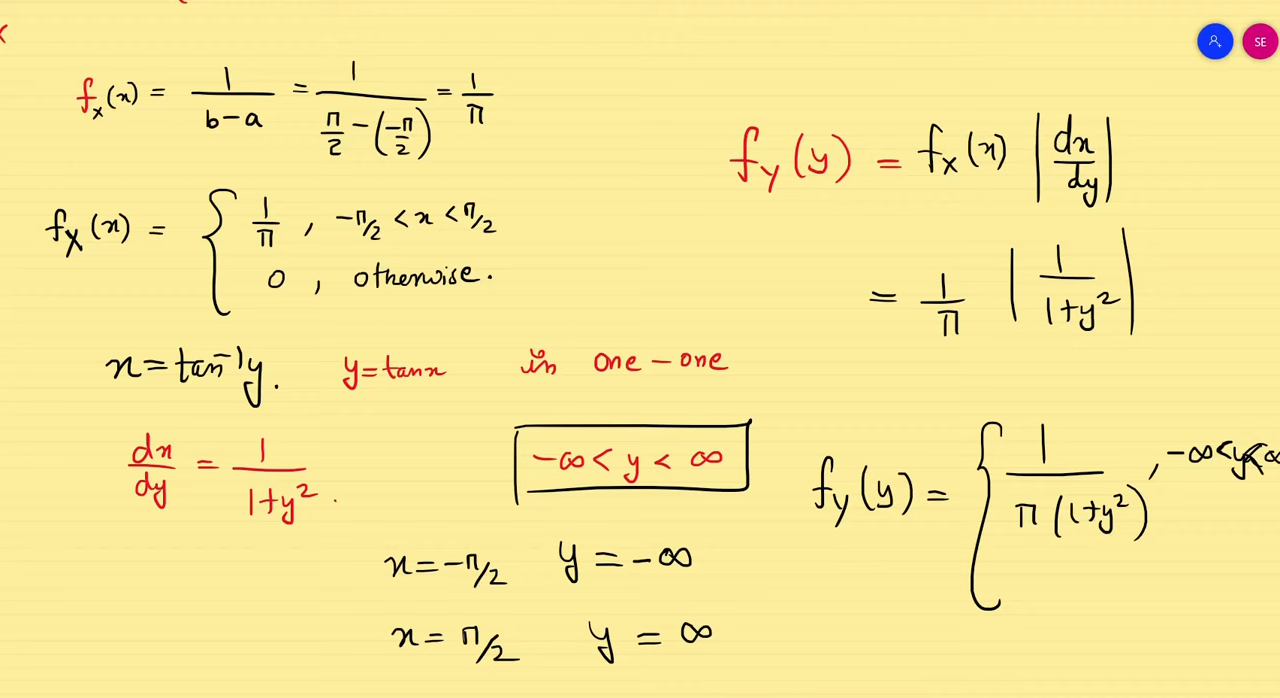 f_X(x) = 1/(b-a) = 1/(π/2 - (-π/2)) = 1/π
f_X(x) = { 1/π , -π/2 < x < π/2
0 , otherwise.
x = tan⁻¹y. y = tanx is one-one
dx/dy = 1/(1+y²) .
-∞ < y < ∞
x = -π/2 y = -∞
x = π/2 y = ∞
SE
f_Y(y) = f_X(x) |dx/dy|
= 1/π |1/(1+y²)|
f_Y(y) = { 1/(π(1+y²)) , -∞ < y < ∞